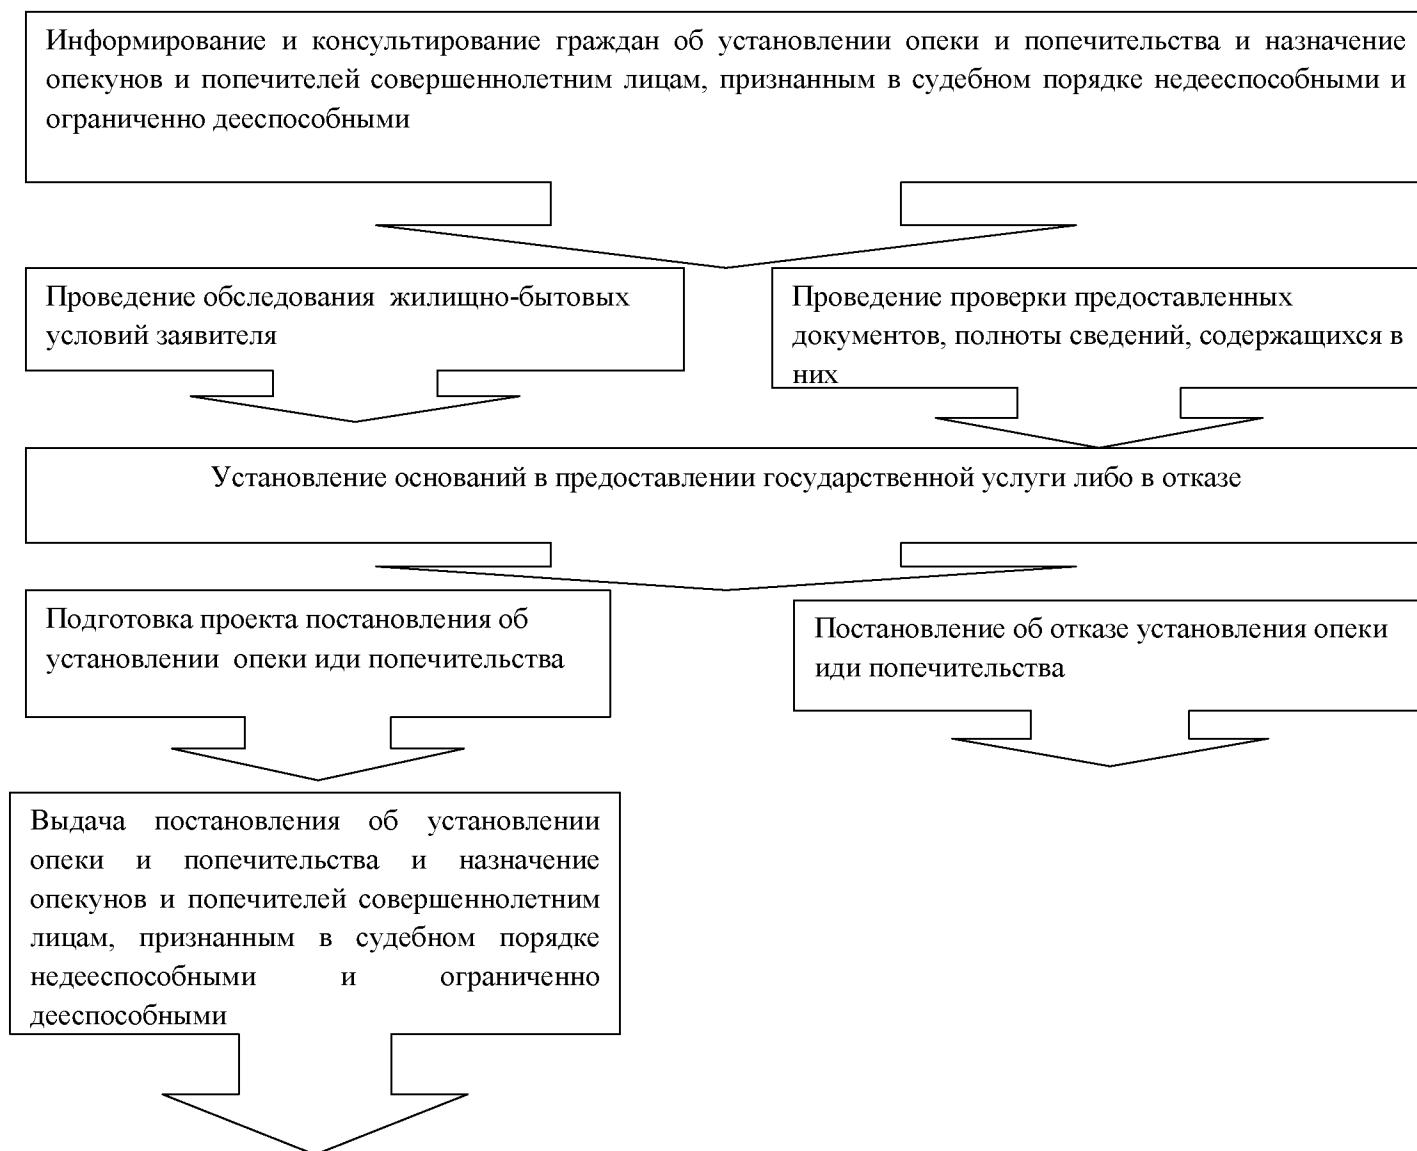 Информирование и консультирование граждан об установлении опеки и попечительства и назначение
опекунов и попечителей совершеннолетним лицам, признанным в судебном порядке недееспособными и
ограниченно дееспособными
Проведение обследования жилищно-бытовых
условий заявителя
Проведение проверки предоставленных
документов, полноты сведений, содержащихся в
них
Установление оснований в предоставлении государственной услуги либо в отказе
Подготовка проекта постановления об
установлении опеки иди попечительства
Постановление об отказе установления опеки
иди попечительства
Выдача постановления об установлении
опеки и попечительства и назначение
опекунов и попечителей совершеннолетним
лицам, признанным в судебном порядке
недееспособными и ограниченно
дееспособными